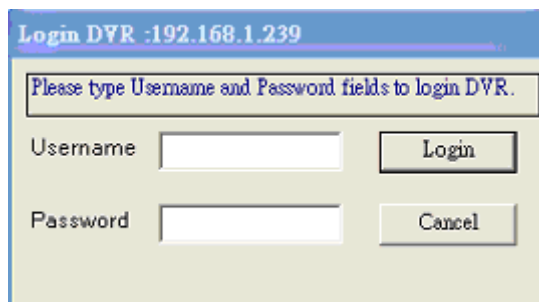 Login DVR :192.168.1.239
Please type Username and Password fields to login DVR.
Username
Login
Password
Cancel